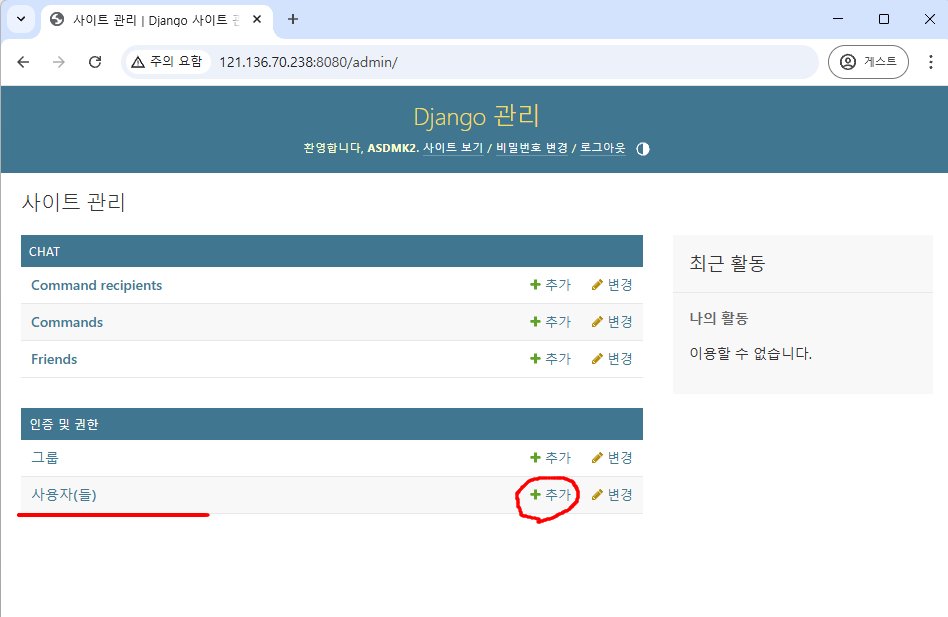 사이트 관리 | Django 사이트 관
주의 요함 121.136.70.238:8080/admin/ 게스트
Django 관리
환영합니다, ASDMK2. 사이트 보기 / 비밀번호 변경 / 로그아웃
사이트 관리
CHAT
Command recipients 추가 변경
Commands 추가 변경
Friends 추가 변경
인증 및 권한
그룹 추가 변경
사용자(들) 추가 변경
최근 활동
나의 활동
이용할 수 없습니다.